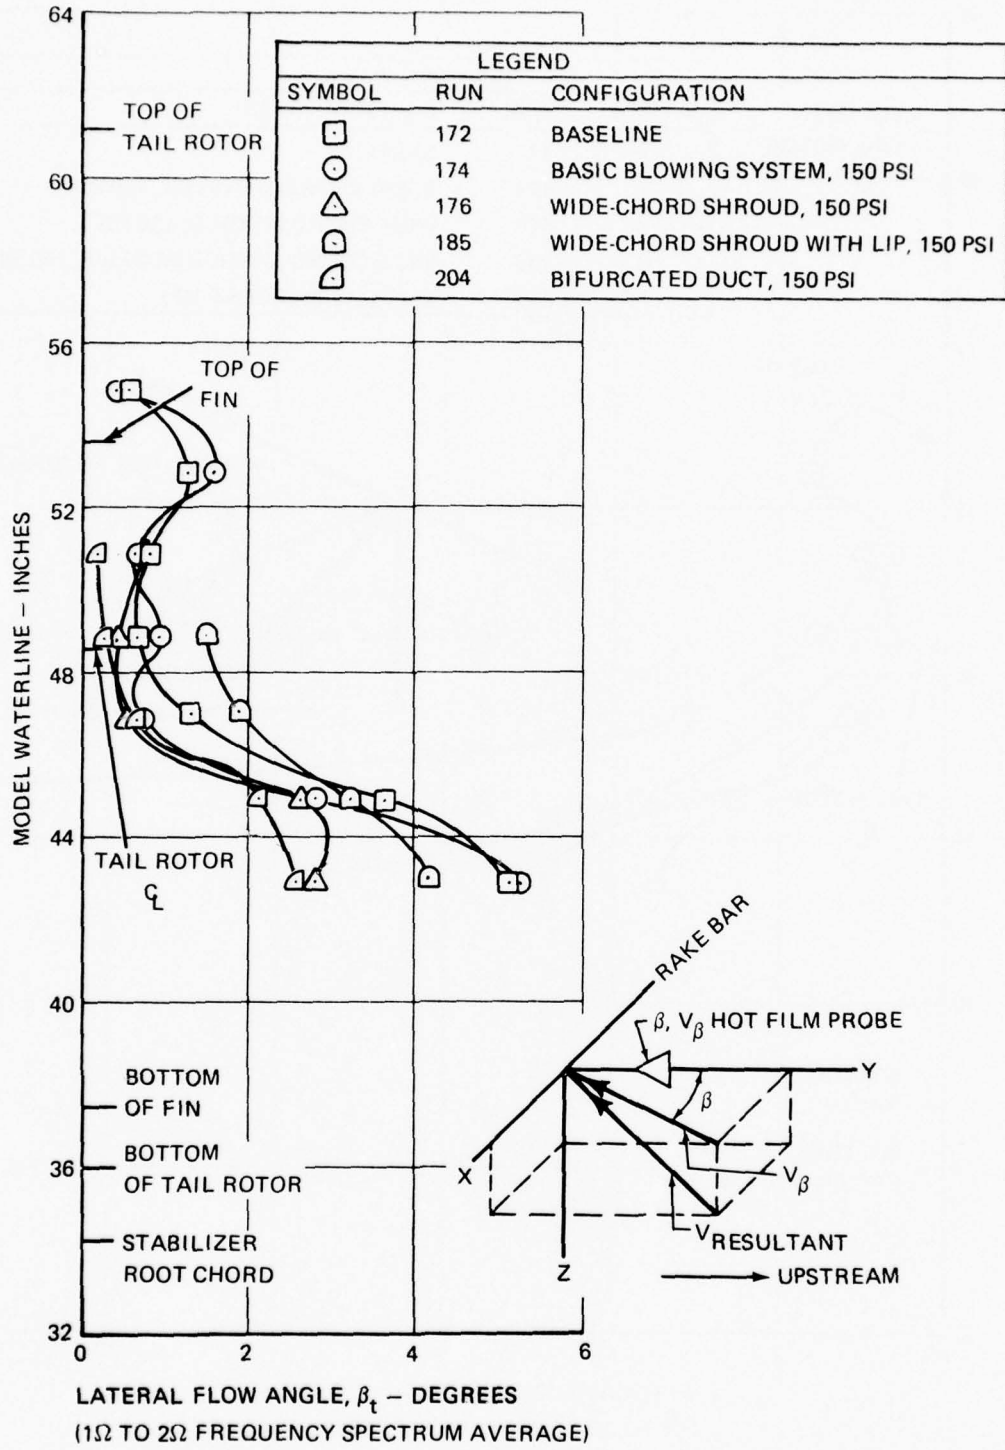 64
LEGEND
SYMBOL RUN CONFIGURATION
172 BASELINE
174 BASIC BLOWING SYSTEM, 150 PSI
176 WIDE-CHORD SHROUD, 150 PSI
185 WIDE-CHORD SHROUD WITH LIP, 150 PSI
204 BIFURCATED DUCT, 150 PSI
TOP OF
TAIL ROTOR
60
56
TOP OF
FIN
52
MODEL WATERLINE – INCHES
48
44
TAIL ROTOR
℄
40
RAKE BAR
β, Vβ HOT FILM PROBE
Y
β
BOTTOM
OF FIN
36
BOTTOM
OF TAIL ROTOR
X
Vβ
STABILIZER
ROOT CHORD
V RESULTANT
Z
UPSTREAM
32
0 2 4 6
LATERAL FLOW ANGLE, βt – DEGREES
(1Ω TO 2Ω FREQUENCY SPECTRUM AVERAGE)